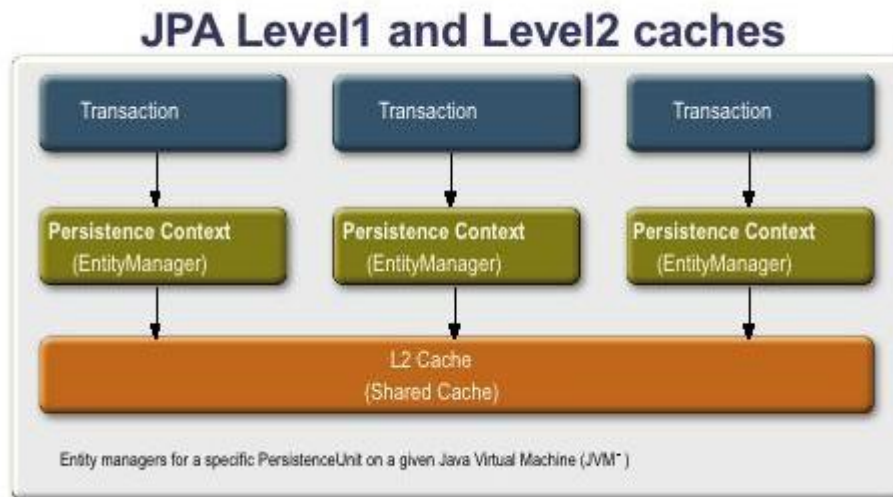 JPA Level1 and Level2 caches
Transaction
Transaction
Transaction
Persistence Context
(EntityManager)
Persistence Context
(EntityManager)
Persistence Context
(EntityManager)
L2 Cache
(Shared Cache)
Entity managers for a specific PersistenceUnit on a given Java Virtual Machine (JVM™)